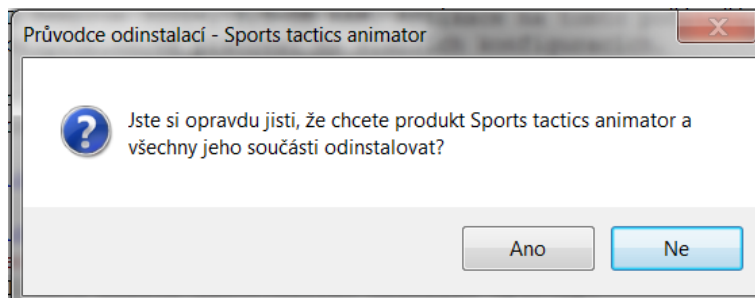 Průvodce odinstalací - Sports tactics animator
Jste si opravdu jisti, že chcete produkt Sports tactics animator a
všechny jeho součásti odinstalovat?
Ano
Ne